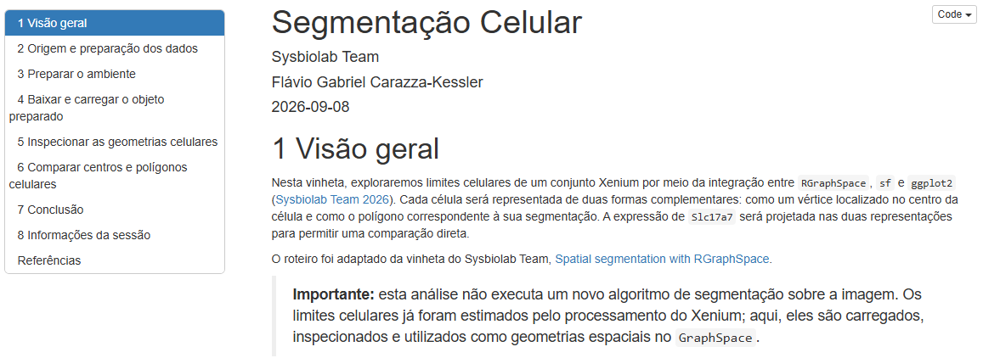 1 Visão geral
2 Origem e preparação dos dados
3 Preparar o ambiente
4 Baixar e carregar o objeto
preparado
5 Inspecionar as geometrias celulares
6 Comparar centros e polígonos
celulares
7 Conclusão
8 Informações da sessão
Referências
Code
Segmentação Celular
Sysbiolab Team
Flávio Gabriel Carazza-Kessler
2026-09-08
1 Visão geral
Nesta vinheta, exploraremos limites celulares de um conjunto Xenium por meio da integração entre RGraphSpace, sf e ggplot2
(Sysbiolab Team 2026). Cada célula será representada de duas formas complementares: como um vértice localizado no centro da
célula e como o polígono correspondente à sua segmentação. A expressão de Slc17a7 será projetada nas duas representações
para permitir uma comparação direta.
O roteiro foi adaptado da vinheta do Sysbiolab Team, Spatial segmentation with RGraphSpace.
Importante: esta análise não executa um novo algoritmo de segmentação sobre a imagem. Os
limites celulares já foram estimados pelo processamento do Xenium; aqui, eles são carregados,
inspecionados e utilizados como geometrias espaciais no GraphSpace.